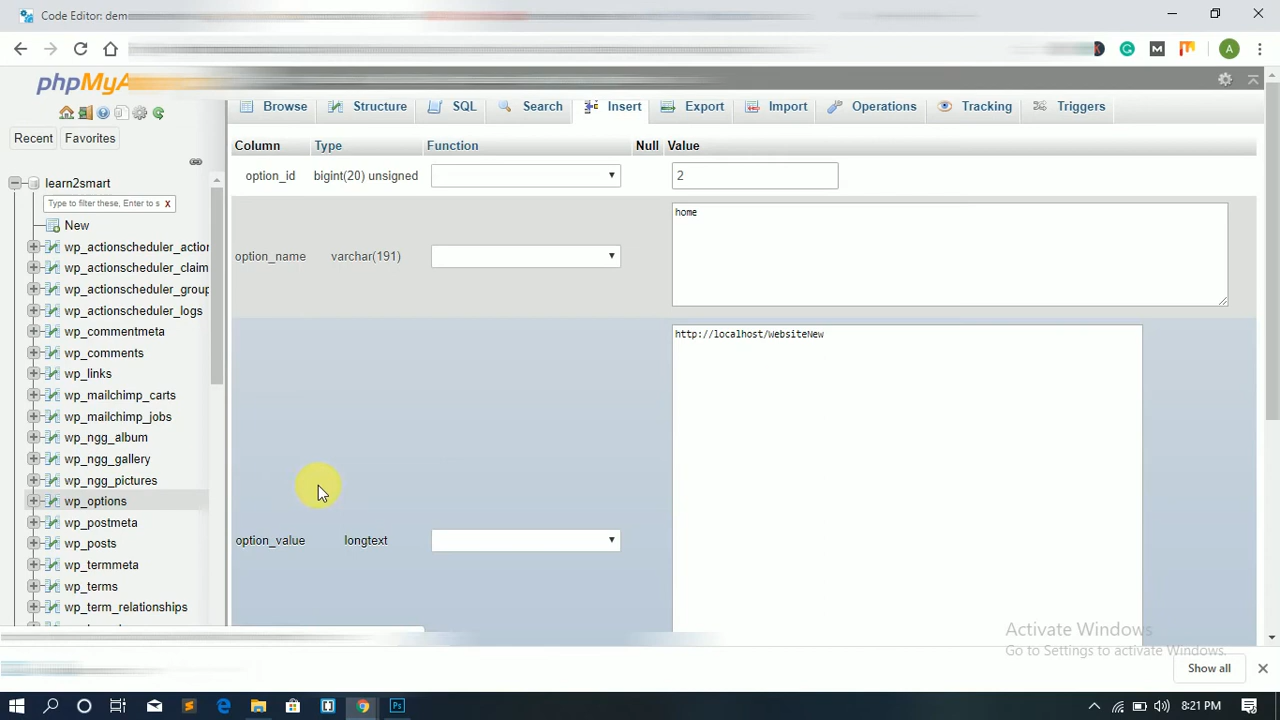 Code Editor: dem
A
phpMyA
Browse Structure SQL Search Insert Export Import Operations Tracking Triggers
Recent Favorites
Column Type Function Null Value
option_id bigint(20) unsigned 2
learn2smart
Type to filter these, Enter to s X
home
New
wp_actionscheduler_action
option_name varchar(191)
wp_actionscheduler_claim
wp_actionscheduler_group
wp_actionscheduler_logs
wp_commentmeta
http://localhost/WebsiteNew
wp_comments
wp_links
wp_mailchimp_carts
wp_mailchimp_jobs
wp_ngg_album
wp_ngg_gallery
wp_ngg_pictures
wp_options
wp_postmeta
option_value longtext
wp_posts
wp_termmeta
wp_terms
wp_term_relationships
Activate Windows
Go to Settings to activate Windows.
Show all
8:21 PM